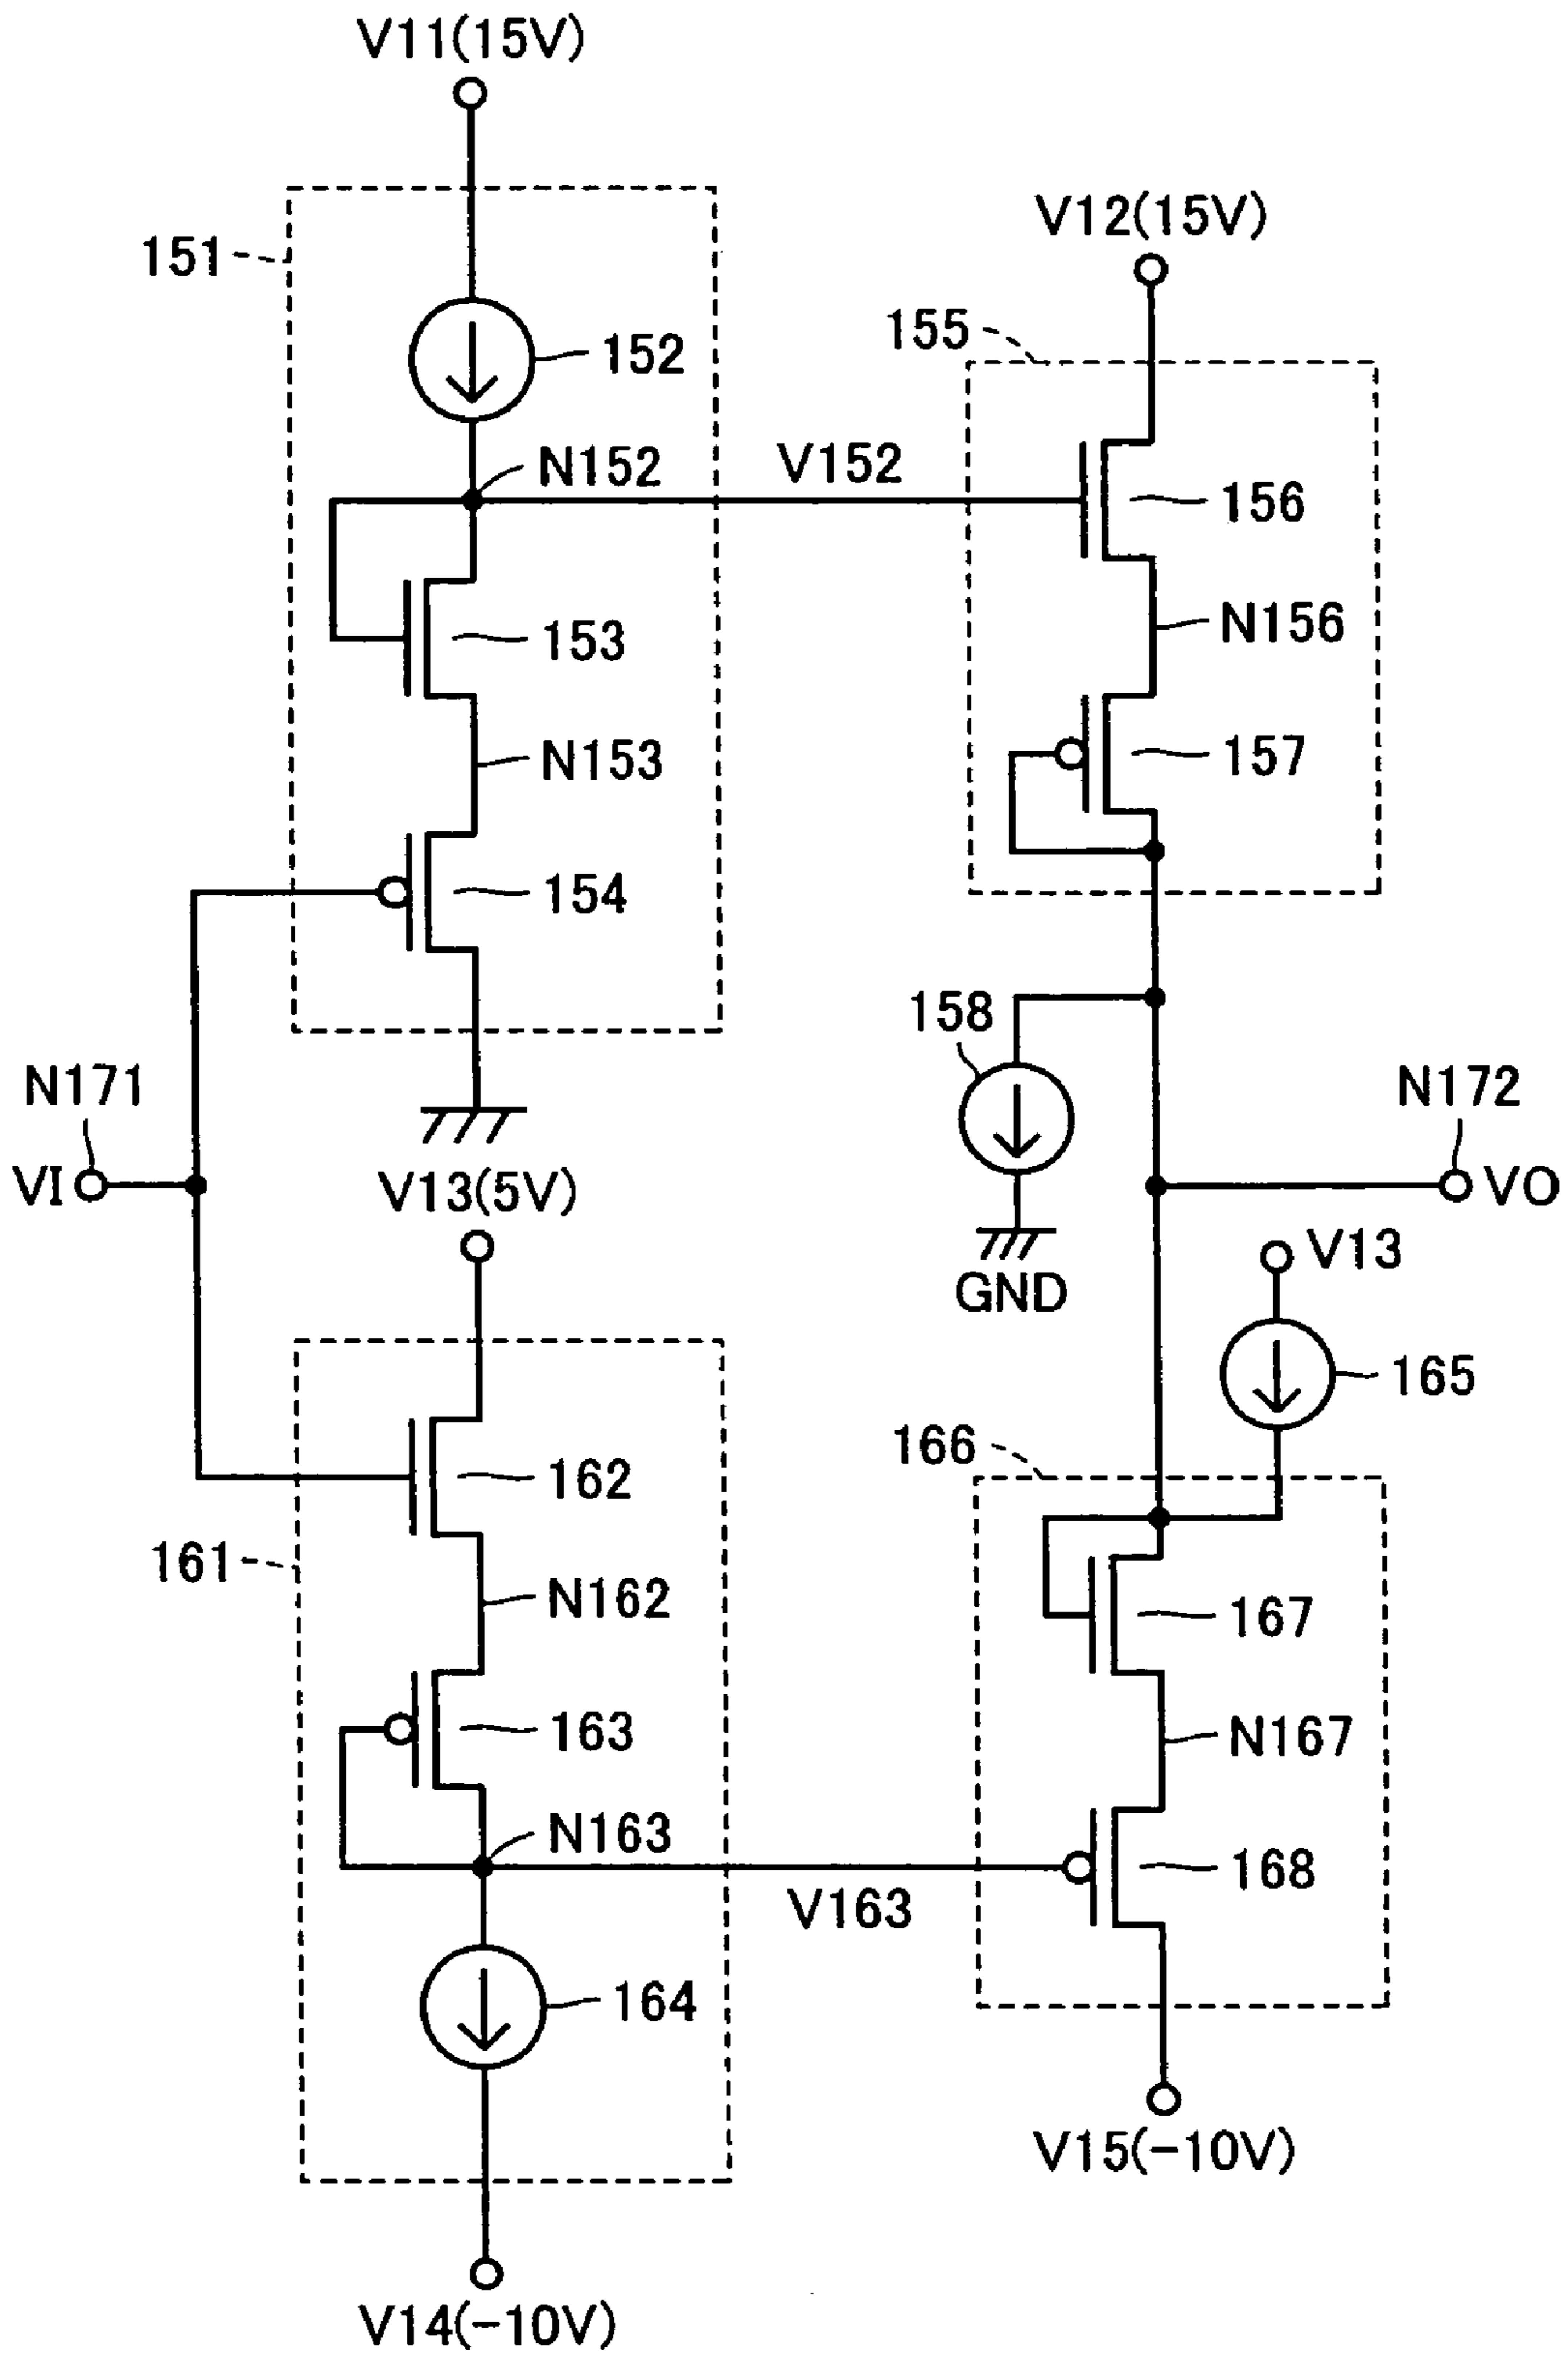 V11(15V)
V12(15V)
151
155
152
N152
V152
156
153
N156
N153
157
154
158
N171
N172
VI
V13(5V)
VO
V13
GND
165
166
162
161
N162
167
163
N167
N163
168
V163
164
V15(-10V)
V14(-10V)